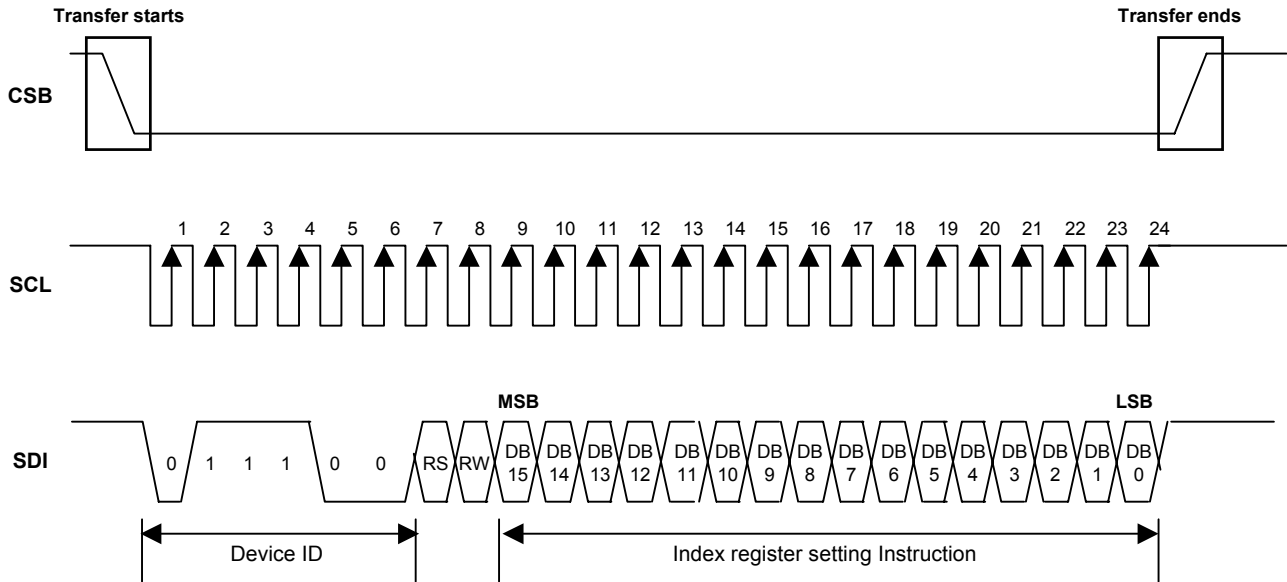 Transfer starts
Transfer ends
CSB
1 2 3 4 5 6 7 8 9 10 11 12 13 14 15 16 17 18 19 20 21 22 23 24
SCL
MSB
LSB
SDI
0 1 1 1 0 0 RS RW DB DB DB DB DB DB DB DB DB DB DB DB DB DB DB DB
15 14 13 12 11 10 9 8 7 6 5 4 3 2 1 0
Device ID
Index register setting Instruction